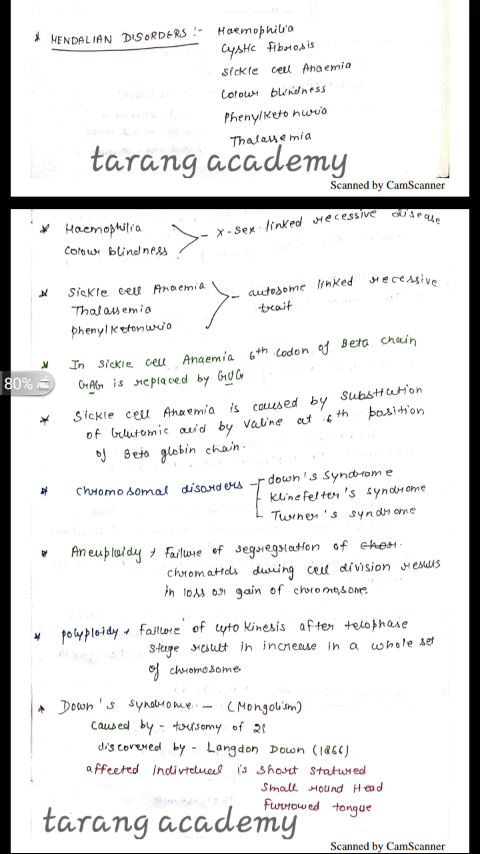 * MENDALIAN DISORDERS :- Haemophilia
Cystic fibrosis
Sickle cell Anaemia
Colour blindness
Phenylketonuria
Thalassemia
tarang academy
Scanned by CamScanner
* Haemophilia
Colour blindness
- X-sex-linked recessive disease
* Sickle cell Anaemia
Thalassemia
phenylketonuria
- autosome linked recessive
trait
* In Sickle cell Anaemia 6th codon of Beta chain
GAG is replaced by GUG
80%
* Sickle cell Anaemia is caused by Substitution
of Glutamic acid by valine at 6th position
of Beto globin chain.
* Chromosomal disorders - down's Syndrome
Klinefelter's syndrome
Turner's syndrome
* Aneuploidy → Failure of segregration of chor.
chromatids during cell division results
in loss or gain of chromosome
* polyploidy → Failure of cyto kinesis after telophase
stage result in increase in a whole set
of chromosome
* Down's syndrome - (Mongolism)
Caused by - trisomy of 21
discovered by - Langdon Down (1866)
affected individual is short statured
Small round Head
Furrowed tongue
tarang academy
Scanned by CamScanner